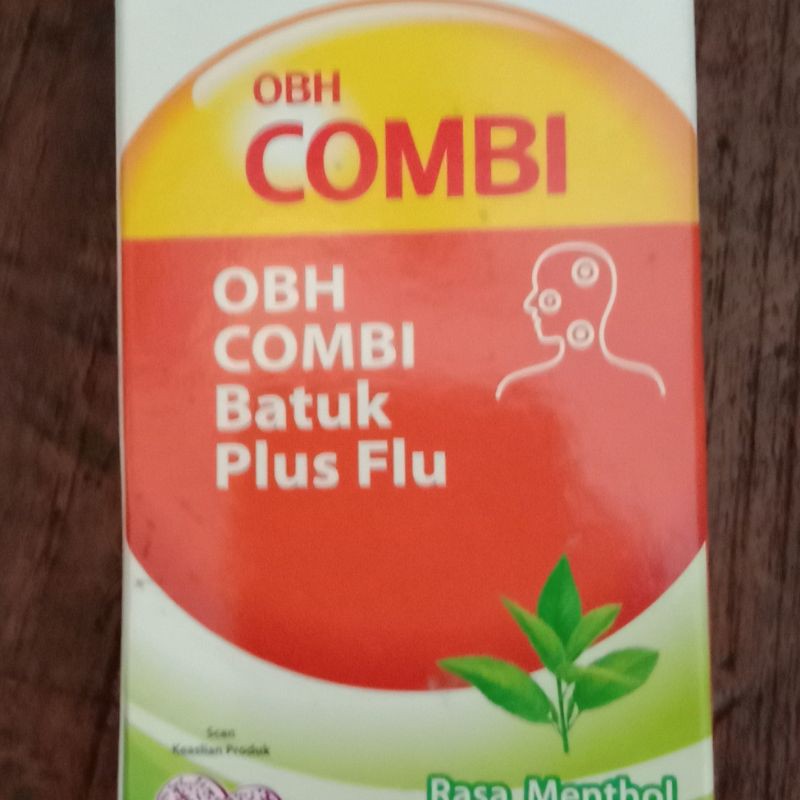 OBH
COMBI
OBH
COMBI
Batuk
Plus Flu
Scan
Keaslian Produk
Rasa Menthol